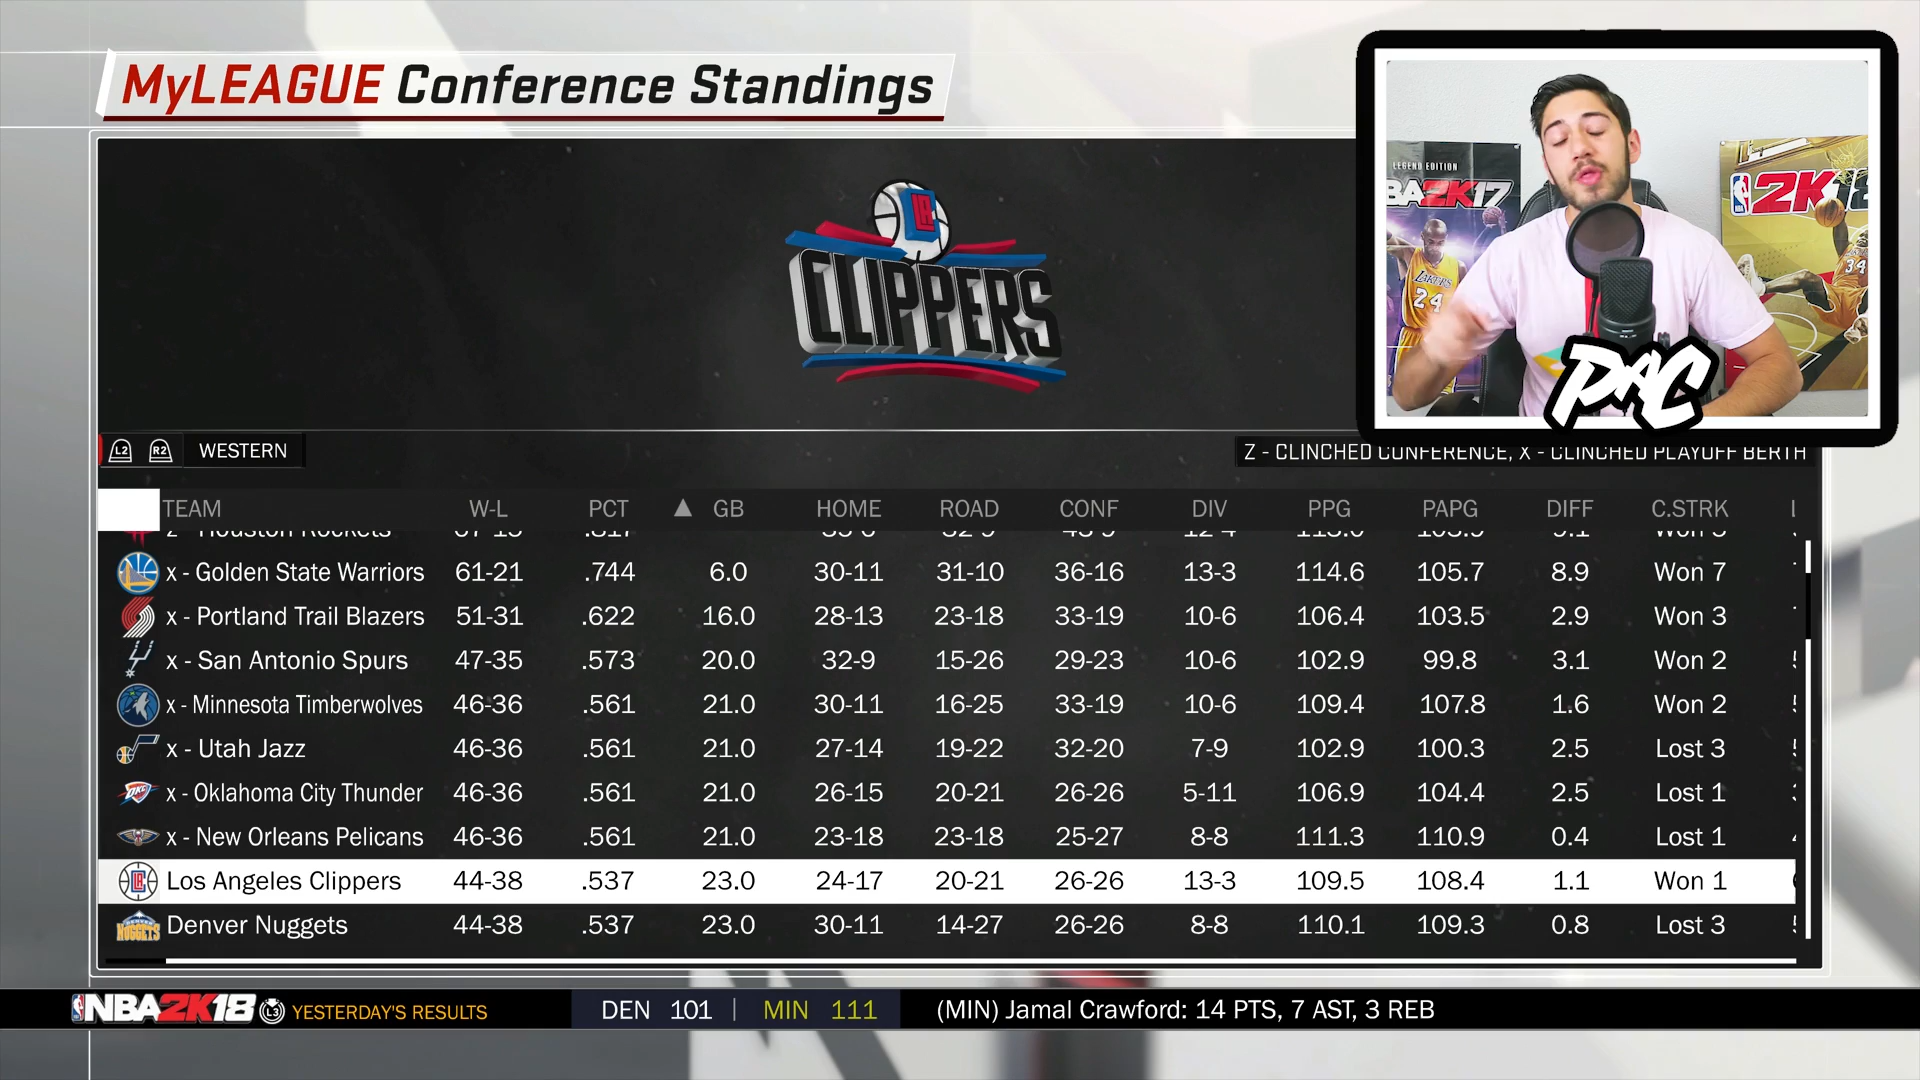 MyLEAGUE Conference Standings
LA
CLIPPERS
LEGEND EDITION
BA2K17
LAKERS
24
2K18
34
PAC
L2 R2 WESTERN
Z - CLINCHED CONFERENCE, X - CLINCHED PLAYOFF BERTH
TEAM W-L PCT GB HOME ROAD CONF DIV PPG PAPG DIFF C.STRK
z - Houston Rockets
x - Golden State Warriors 61-21 .744 6.0 30-11 31-10 36-16 13-3 114.6 105.7 8.9 Won 7
x - Portland Trail Blazers 51-31 .622 16.0 28-13 23-18 33-19 10-6 106.4 103.5 2.9 Won 3
x - San Antonio Spurs 47-35 .573 20.0 32-9 15-26 29-23 10-6 102.9 99.8 3.1 Won 2
x - Minnesota Timberwolves 46-36 .561 21.0 30-11 16-25 33-19 10-6 109.4 107.8 1.6 Won 2
x - Utah Jazz 46-36 .561 21.0 27-14 19-22 32-20 7-9 102.9 100.3 2.5 Lost 3
x - Oklahoma City Thunder 46-36 .561 21.0 26-15 20-21 26-26 5-11 106.9 104.4 2.5 Lost 1
x - New Orleans Pelicans 46-36 .561 21.0 23-18 23-18 25-27 8-8 111.3 110.9 0.4 Lost 1
Los Angeles Clippers 44-38 .537 23.0 24-17 20-21 26-26 13-3 109.5 108.4 1.1 Won 1
Denver Nuggets 44-38 .537 23.0 30-11 14-27 26-26 8-8 110.1 109.3 0.8 Lost 3
NBA2K18 L3 YESTERDAY'S RESULTS DEN 101 | MIN 111 (MIN) Jamal Crawford: 14 PTS, 7 AST, 3 REB